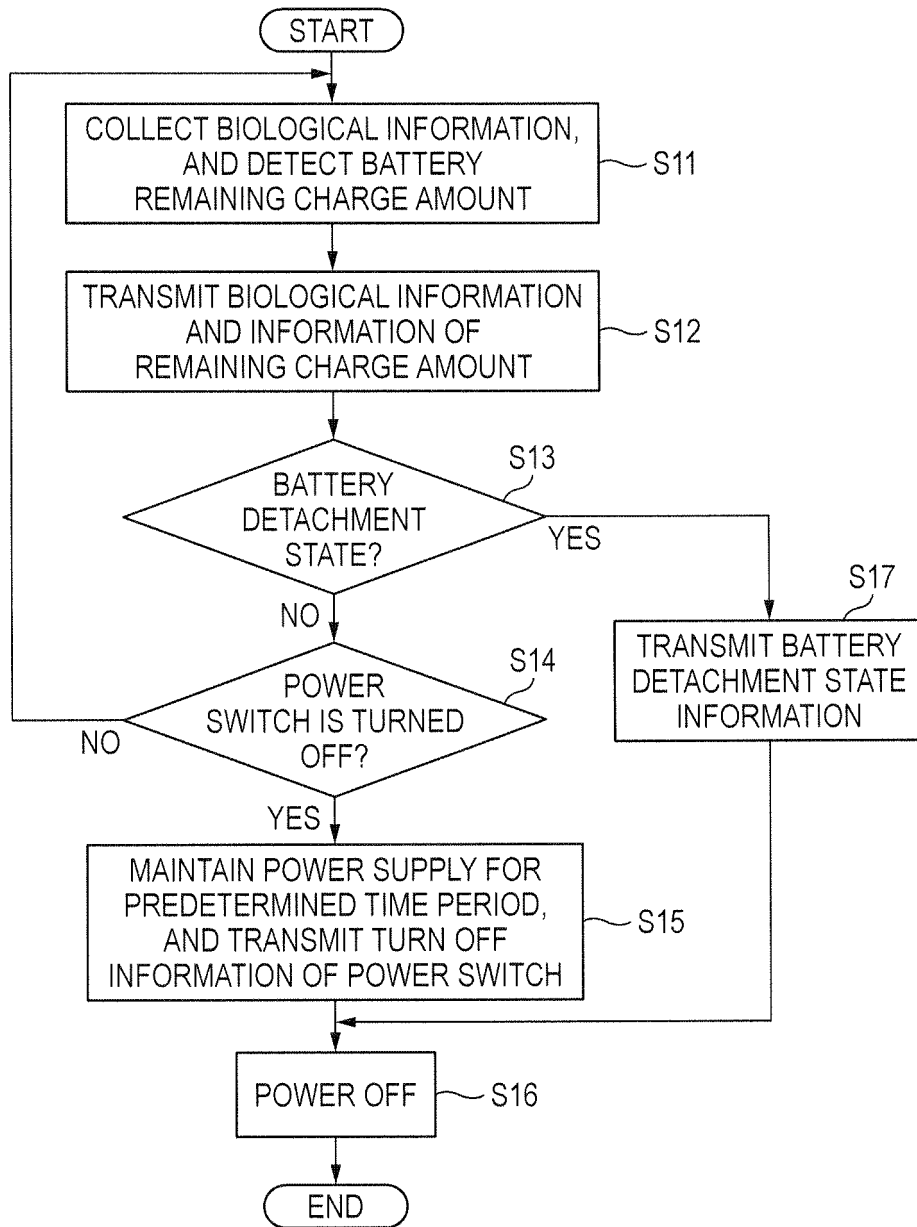 START
COLLECT BIOLOGICAL INFORMATION,
AND DETECT BATTERY
REMAINING CHARGE AMOUNT
S11
TRANSMIT BIOLOGICAL INFORMATION
AND INFORMATION OF
REMAINING CHARGE AMOUNT
S12
S13
BATTERY
DETACHMENT
STATE?
YES
NO
S17
TRANSMIT BATTERY
DETACHMENT STATE
INFORMATION
S14
POWER
SWITCH IS TURNED
OFF?
NO
YES
MAINTAIN POWER SUPPLY FOR
PREDETERMINED TIME PERIOD,
AND TRANSMIT TURN OFF
INFORMATION OF POWER SWITCH
S15
POWER OFF
S16
END